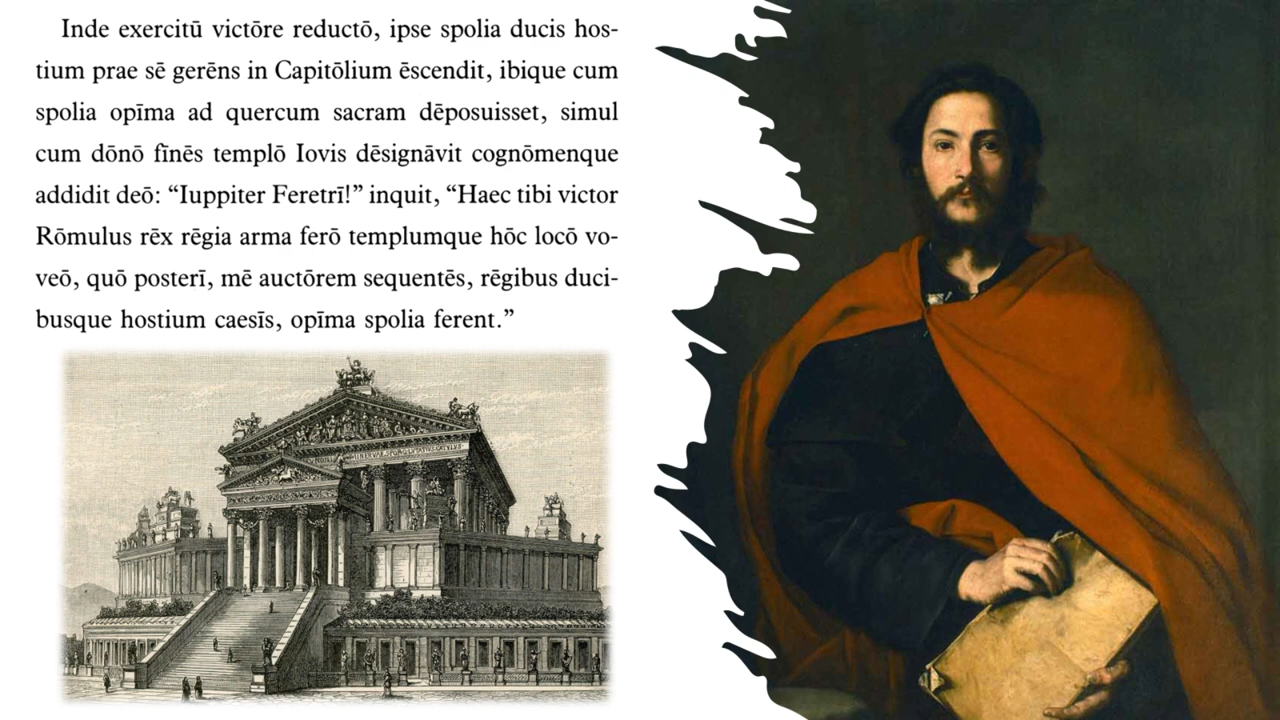 Inde exercitū victōre reductō, ipse spolia ducis hos-
tium prae sē gerēns in Capitōlium ēscendit, ibique cum
spolia opīma ad quercum sacram dēposuisset, simul
cum dōnō fīnēs templō Iovis dēsignāvit cognōmenque
addidit deō: “Iuppiter Feretrī!” inquit, “Haec tibi victor
Rōmulus rēx rēgia arma ferō templumque hōc locō vo-
veō, quō posterī, mē auctōrem sequentēs, rēgibus duci-
busque hostium caesīs, opīma spolia ferent.”